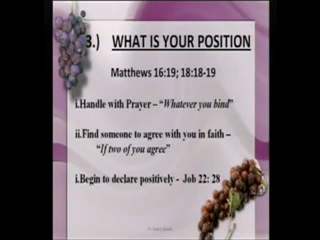 3.) WHAT IS YOUR POSITION
Matthews 16:19; 18:18-19
i.Handle with Prayer – “Whatever you bind”
ii.Find someone to agree with you in faith –
“If two of you agree”
i.Begin to declare positively - Job 22: 28